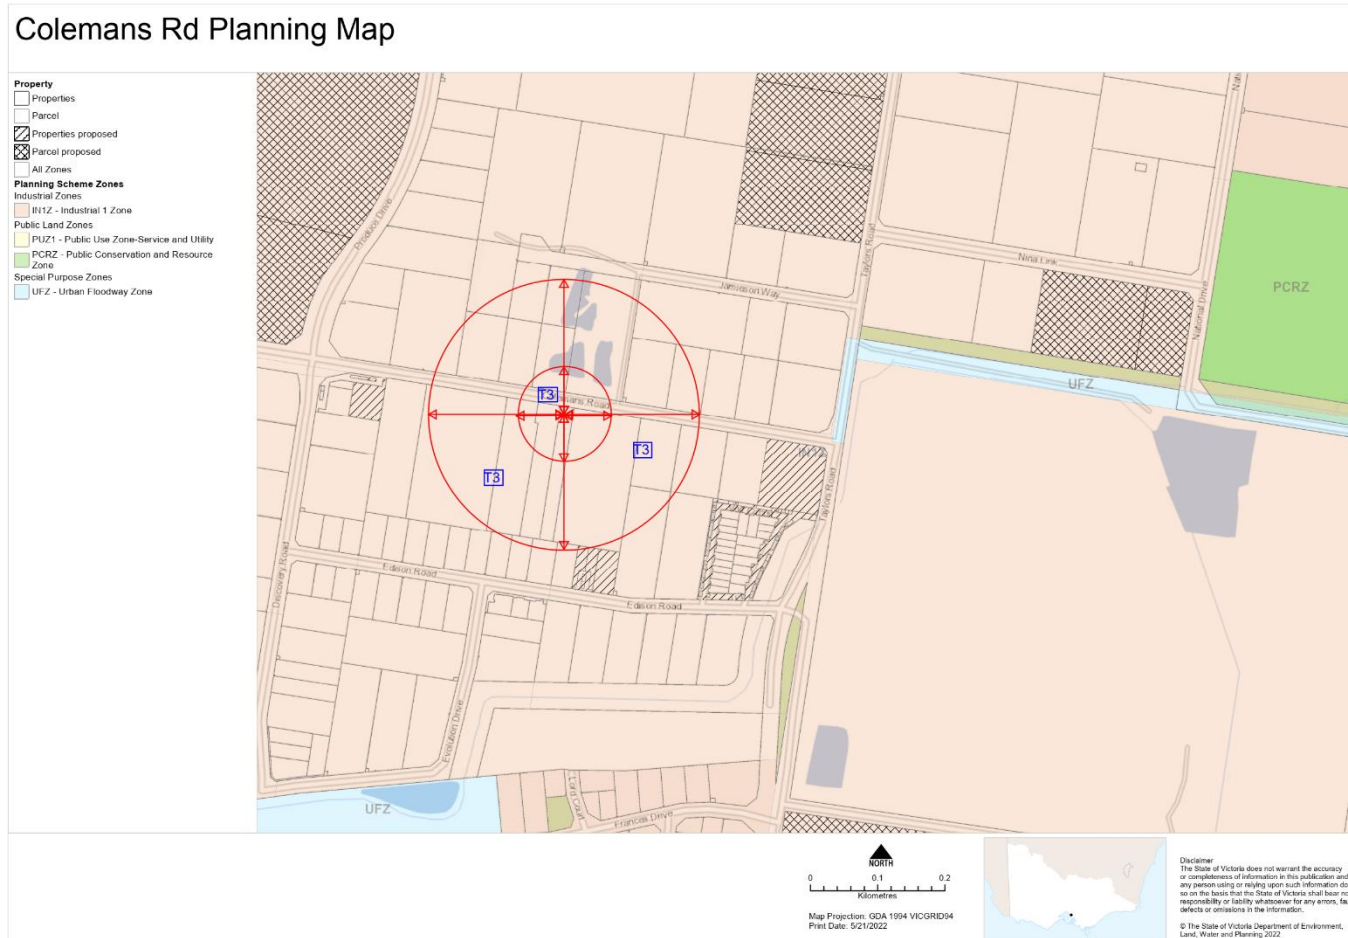 Colemans Rd Planning Map
Property
Properties
Parcel
Properties proposed
Parcel proposed
All Zones
Planning Scheme Zones
Industrial Zones
IN1Z - Industrial 1 Zone
Public Land Zones
PUZ1 - Public Use Zone-Service and Utility
PCRZ - Public Conservation and Resource
Zone
Special Purpose Zones
UFZ - Urban Floodway Zone
Produce Drive
Taylors Road
Nina Link
Jamieson Way
National Drive
PCRZ
UFZ
T3
Road
T3
T3
IN1Z
Taylors Road
Discovery Road
Edison Road
Edison Road
Evolution Drive
UFZ
Lara Court
Frances Drive
NORTH
0 0.1 0.2
Kilometres
Map Projection: GDA 1994 VICGRID94
Print Date: 5/21/2022
Disclaimer
The State of Victoria does not warrant the accuracy
or completeness of information in this publication and
any person using or relying upon such information do
so on the basis that the State of Victoria shall bear no
responsibility or liability whatsoever for any errors, fau
defects or omissions in the information.
© The State of Victoria Department of Environment,
Land, Water and Planning 2022